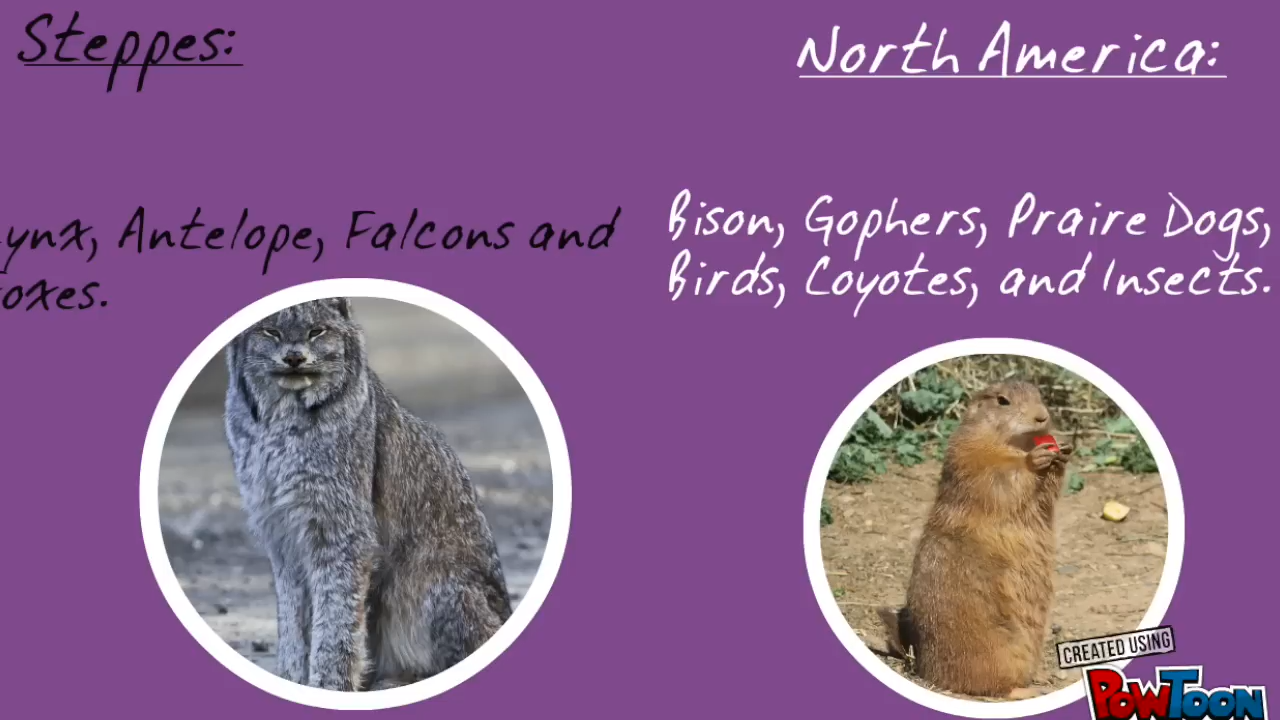 Steppes:
ynx, Antelope, Falcons and
oxes.
North America:
Bison, Gophers, Praire Dogs,
Birds, Coyotes, and Insects.
CREATED USING
POWTOON